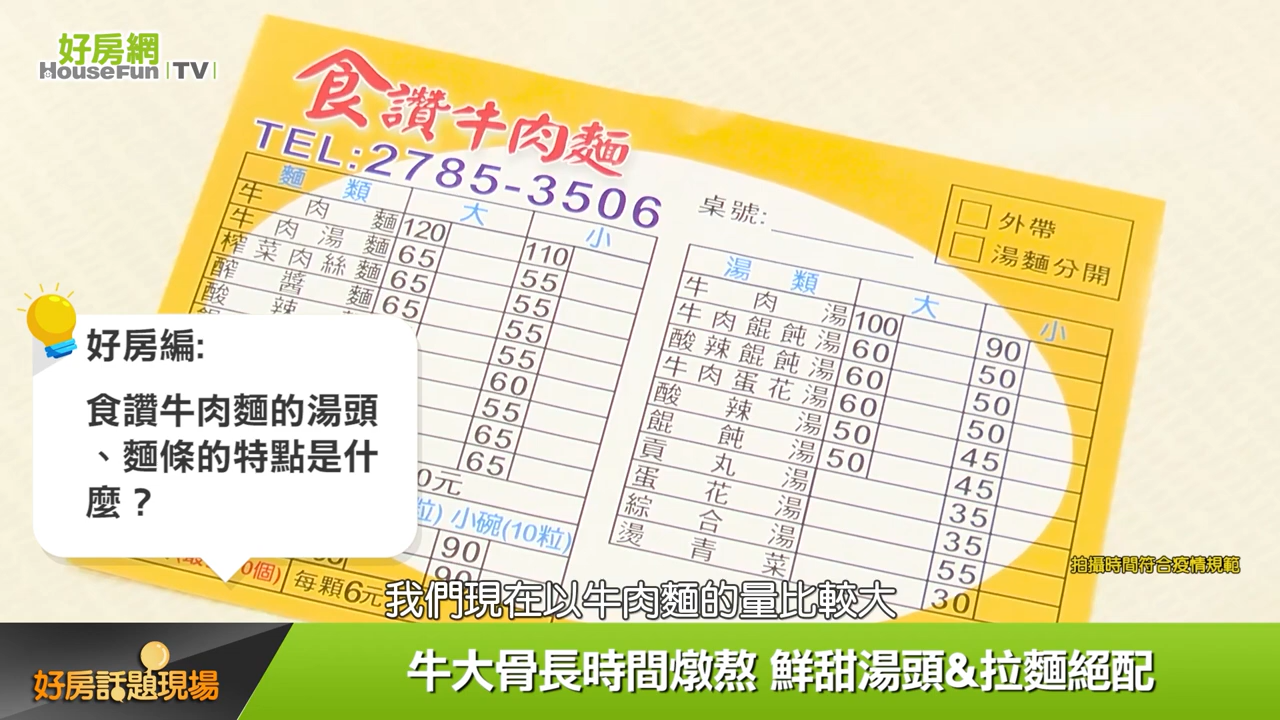 好房網
HouseFun TV
食讚牛肉麵
TEL:2785-3506
桌號:
外帶
湯麵分開
麵類 大 小
牛肉麵 120 110
牛肉湯麵 65 55
榨菜肉絲麵 65 55
酢醬麵 65 55
酸辣
55
60
55
65
65
0元
粒) 小碗(10粒)
90
0個) 每顆6元
湯類 大 小
牛肉湯 100 90
牛肉餛飩湯 60 50
酸辣餛飩湯 60 50
牛肉蛋花湯 60 50
酸辣湯 50 45
餛飩湯 50 45
貢丸湯 35
蛋花湯 35
綜合湯 55
燙青菜 30
好房編:
食讚牛肉麵的湯頭
、麵條的特點是什
麼？
拍攝時間符合疫情規範
我們現在以牛肉麵的量比較大
好房話題現場
牛大骨長時間燉熬 鮮甜湯頭&拉麵絕配